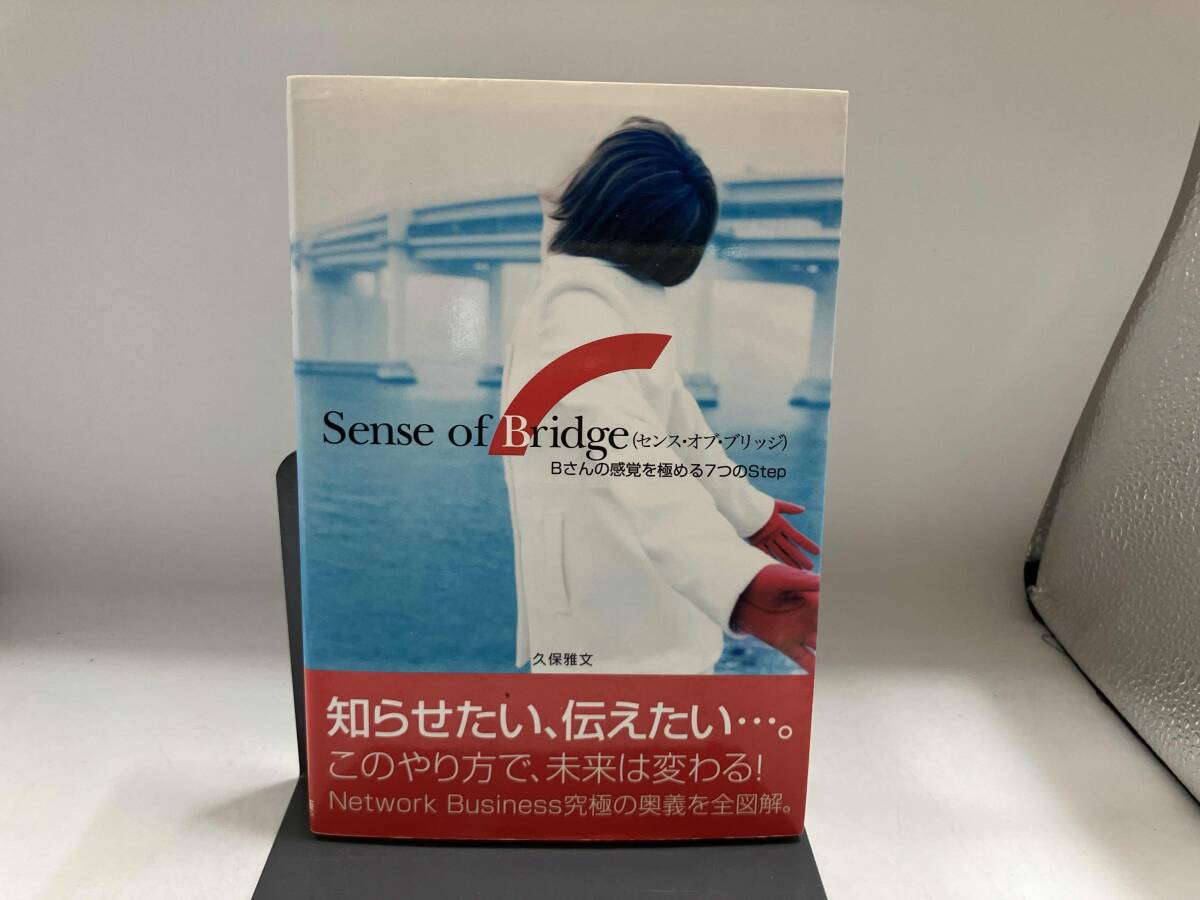 Sense of Bridge(センス・オブ・ブリッジ)
Bさんの感覚を極める7つのStep
久保雅文
知らせたい、伝えたい…。
このやり方で、未来は変わる!
Network Business究極の奥義を全図解。